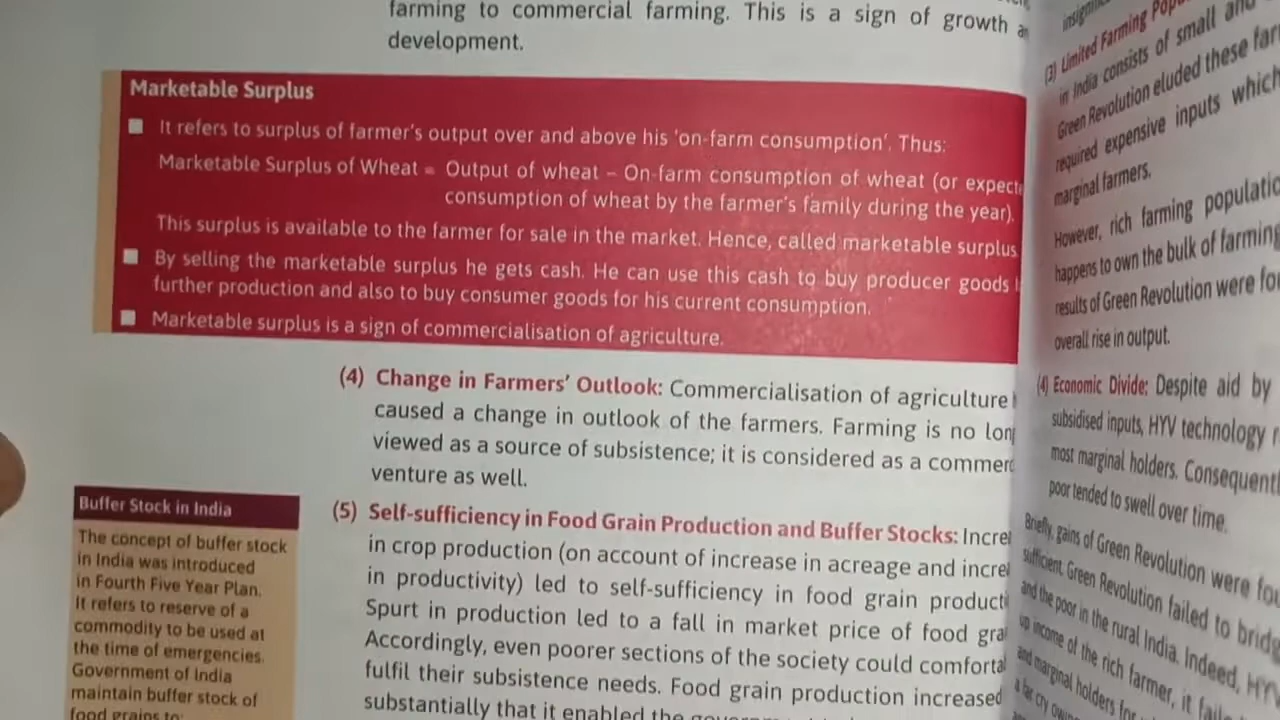 farming to commercial farming. This is a sign of growth
development.
Marketable Surplus
It refers to surplus of farmer's output over and above his 'on-farm consumption'. Thus:
Marketable Surplus of Wheat = Output of wheat – On-farm consumption of wheat (or
consumption of wheat by the farmer's family during the year).
This surplus is available to the farmer for sale in the market. Hence, called marketable surplus
By selling the marketable surplus he gets cash. He can use this cash to buy producer goods
further production and also to buy consumer goods for his current consumption.
Marketable surplus is a sign of commercialisation of agriculture.
(4) Change in Farmers' Outlook: Commercialisation of agriculture
caused a change in outlook of the farmers. Farming is no
viewed as a source of subsistence; it is considered as a
venture as well.
(5) Self-sufficiency in Food Grain Production and Buffer Stocks:
in crop production (on account of increase in acreage and
in productivity) led to self-sufficiency in food grain
Spurt in production led to a fall in market price of food
Accordingly, even poorer sections of the society could
fulfil their subsistence needs. Food grain production increased
substantially that it enabled the
Buffer Stock in India
The concept of buffer stock
in India was introduced
in Fourth Five Year Plan.
It refers to reserve of a
commodity to be used at
the time of emergencies.
Government of India
maintain buffer stock of
food grains to:
(3) Limited Farming
in India consists of small and
Green Revolution eluded these
required expensive inputs which
marginal farmers.
However, rich farming
happens to own the bulk of farming
results of Green Revolution were
overall rise in output.
(4) Economic Divide: Despite aid by
subsidised inputs, HYV technology
most marginal holders.
poor tended to swell over time.
Briefly, gains of Green Revolution were
sufficient. Green Revolution failed to
and the poor in the rural India. Indeed,
up income of the rich farmer, it
and marginal holders
a far cry